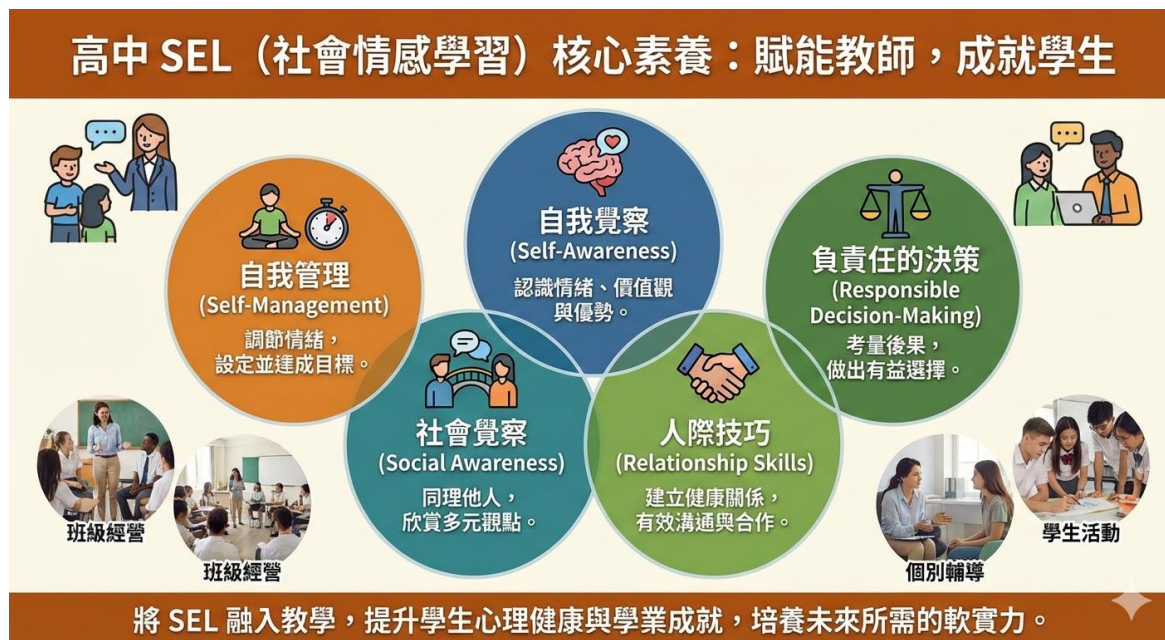 高中 SEL（社會情感學習）核心素養：賦能教師，成就學生
自我管理
(Self-Management)
調節情緒，
設定並達成目標。
自我覺察
(Self-Awareness)
認識情緒、價值觀
與優勢。
負責任的決策
(Responsible
Decision-Making)
考量後果，
做出有益選擇。
社會覺察
(Social Awareness)
同理他人，
欣賞多元觀點。
人際技巧
(Relationship Skills)
建立健康關係，
有效溝通與合作。
班級經營
班級經營
個別輔導
學生活動
將 SEL 融入教學，提升學生心理健康與學業成就，培養未來所需的軟實力。